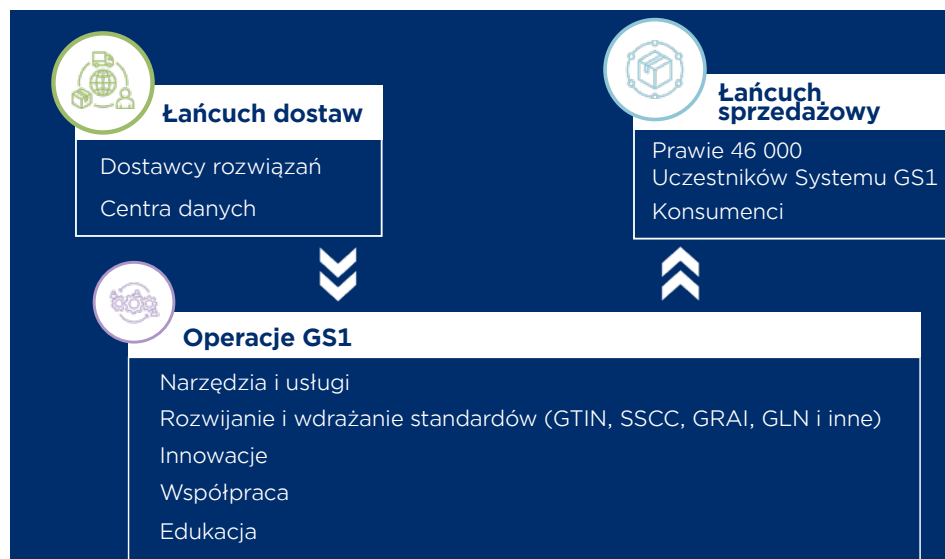 Łańcuch dostaw
Dostawcy rozwiązań
Centra danych
Łańcuch
sprzedażowy
Prawie 46 000
Uczestników Systemu GS1
Konsumenci
Operacje GS1
Narzędzia i usługi
Rozwijanie i wdrażanie standardów (GTIN, SSCC, GRAI, GLN i inne)
Innowacje
Współpraca
Edukacja